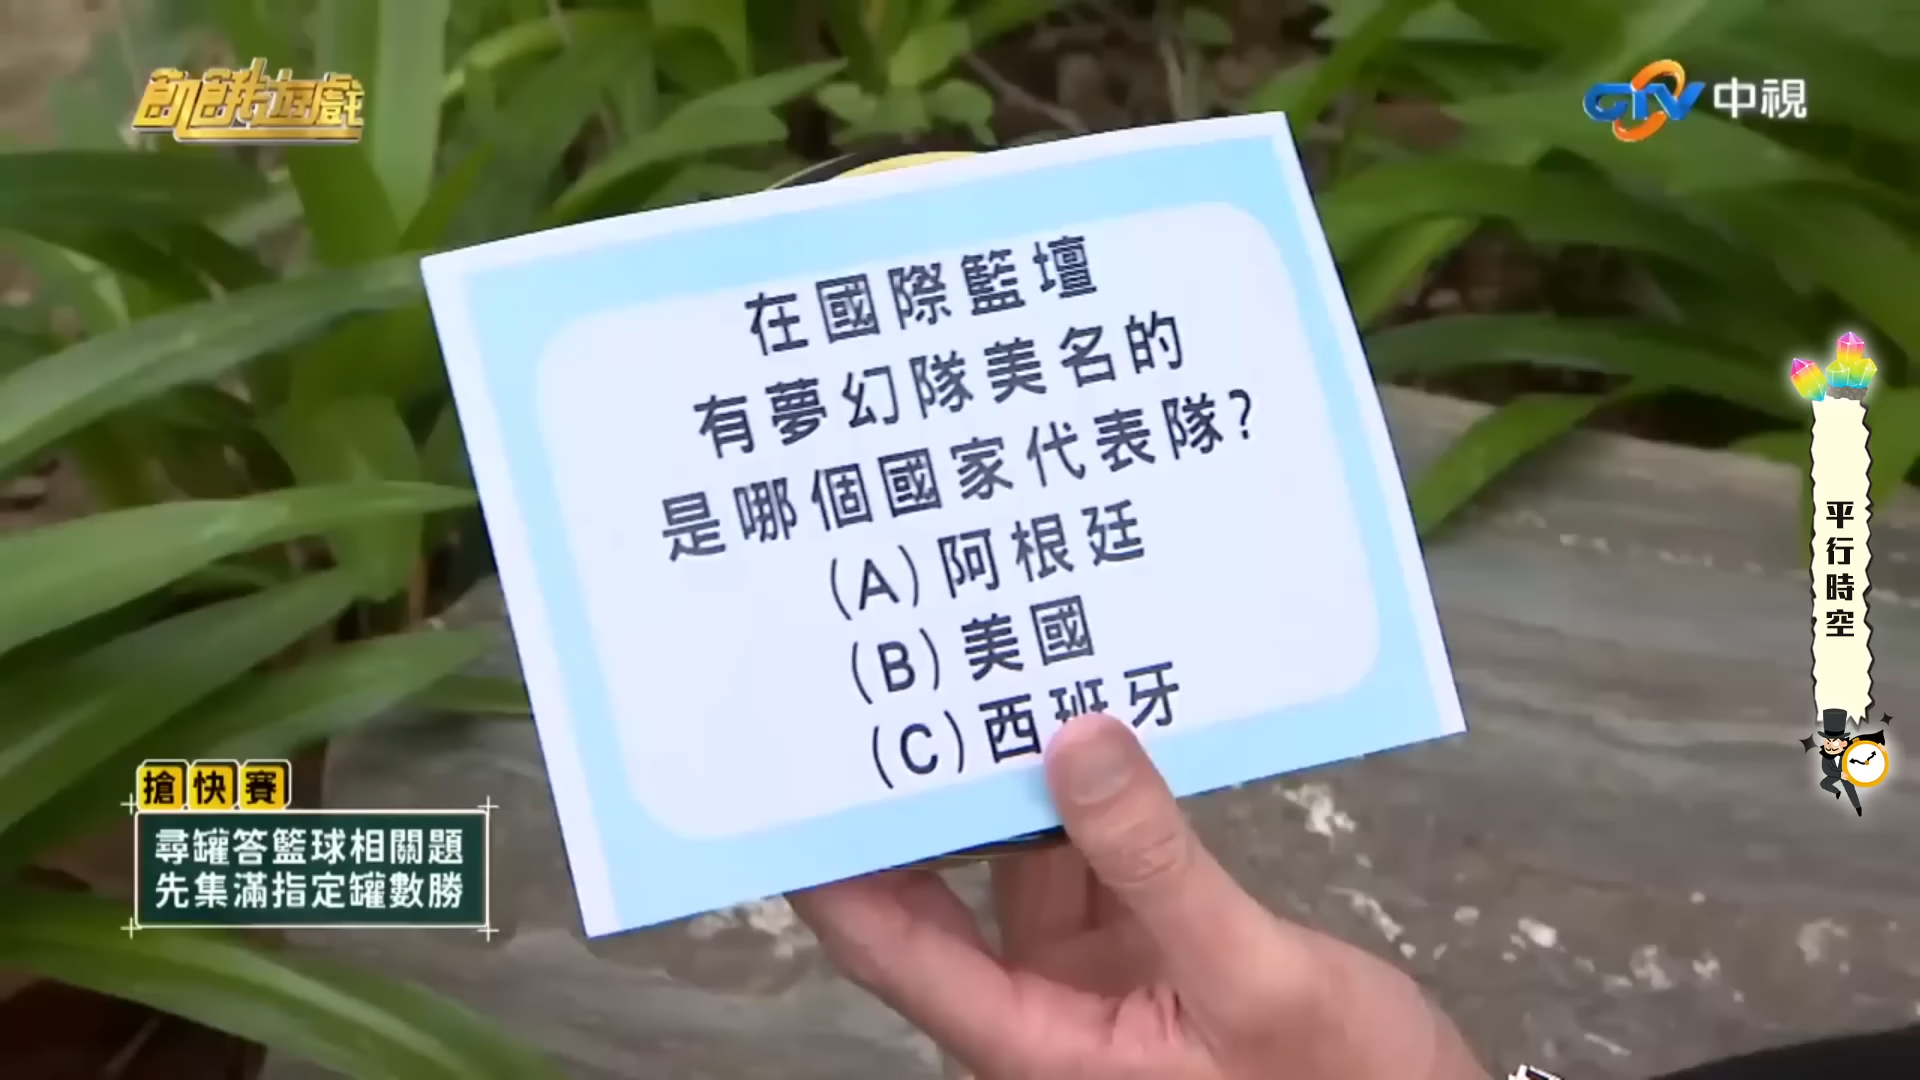 飢餓遊戲
CTV中視
在國際籃壇
有夢幻隊美名的
是哪個國家代表隊?
(A)阿根廷
(B)美國
(C)西班牙
平行時空
搶快賽
尋罐答籃球相關題
先集滿指定罐數勝